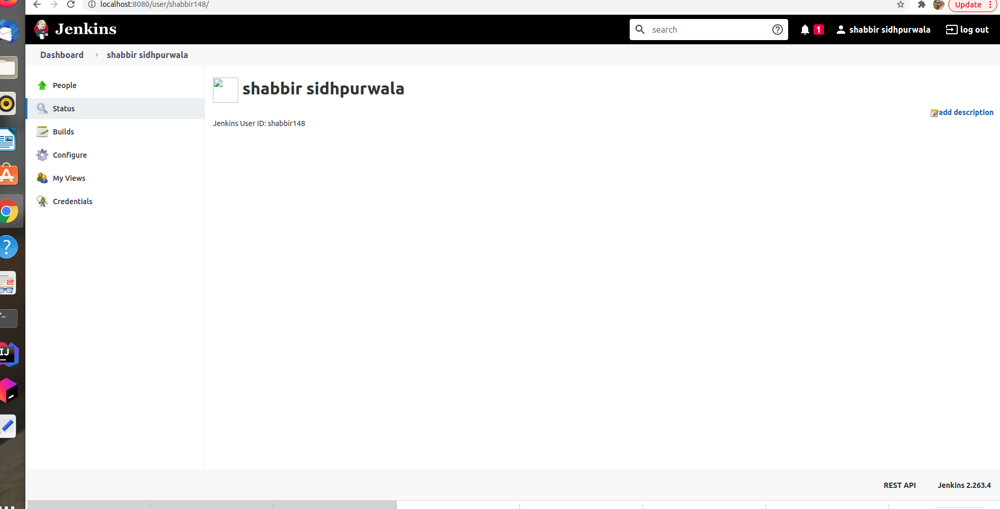 localhost:8080/user/shabbir148/
Update
Jenkins
search
1
shabbir sidhpurwala
log out
Dashboard
shabbir sidhpurwala
People
Status
Builds
Configure
My Views
Credentials
shabbir sidhpurwala
add description
Jenkins User ID: shabbir148
IJ
REST API
Jenkins 2.263.4